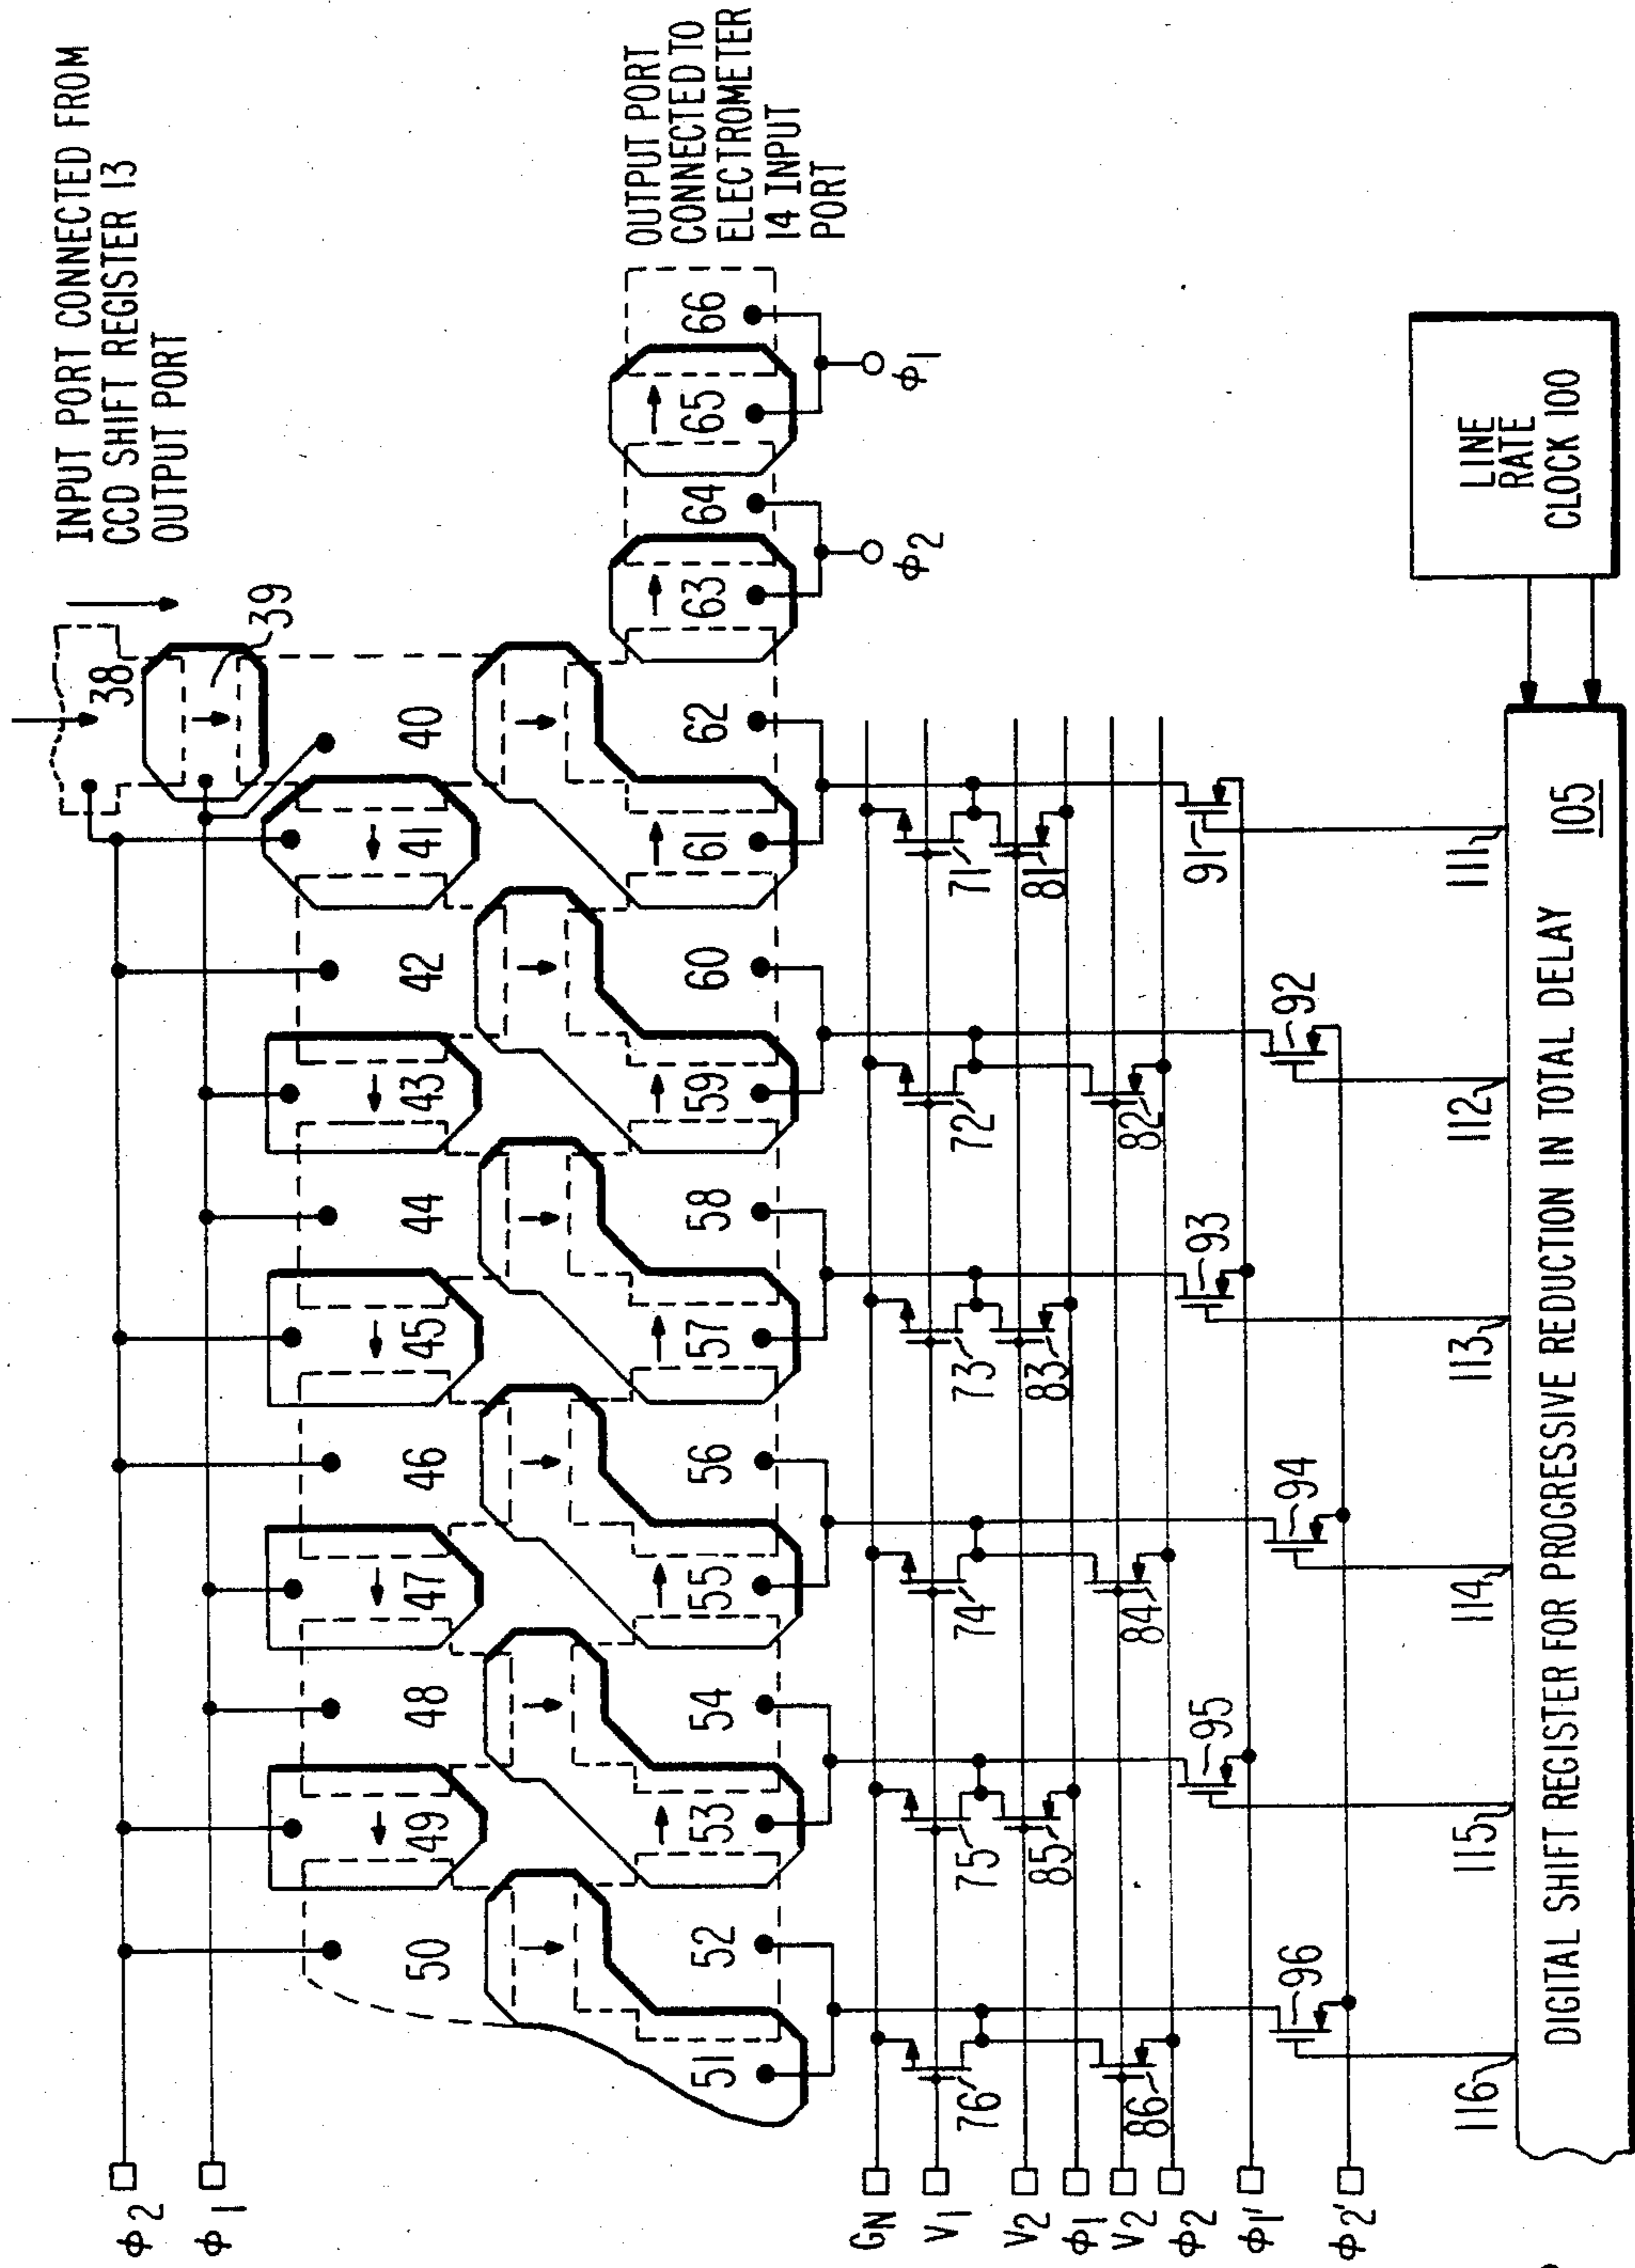 INPUT PORT CONNECTED FROM
CCD SHIFT REGISTER 13
OUTPUT PORT
38
39
Φ2
Φ1
50
49
48
47
46
45
44
43
42
41
40
51
52
53
54
55
56
57
58
59
60
61
62
63
64
65
66
Φ2
Φ1
OUTPUT PORT
CONNECTED TO
ELECTROMETER
14 INPUT
PORT
GN
V1
V2
Φ1
V2
Φ2
Φ1'
Φ2'
76
75
74
73
72
71
86
85
84
83
82
81
96
95
94
93
92
91
116
115
114
113
112
111
DIGITAL SHIFT REGISTER FOR PROGRESSIVE REDUCTION IN TOTAL DELAY
105
LINE
RATE
CLOCK 100